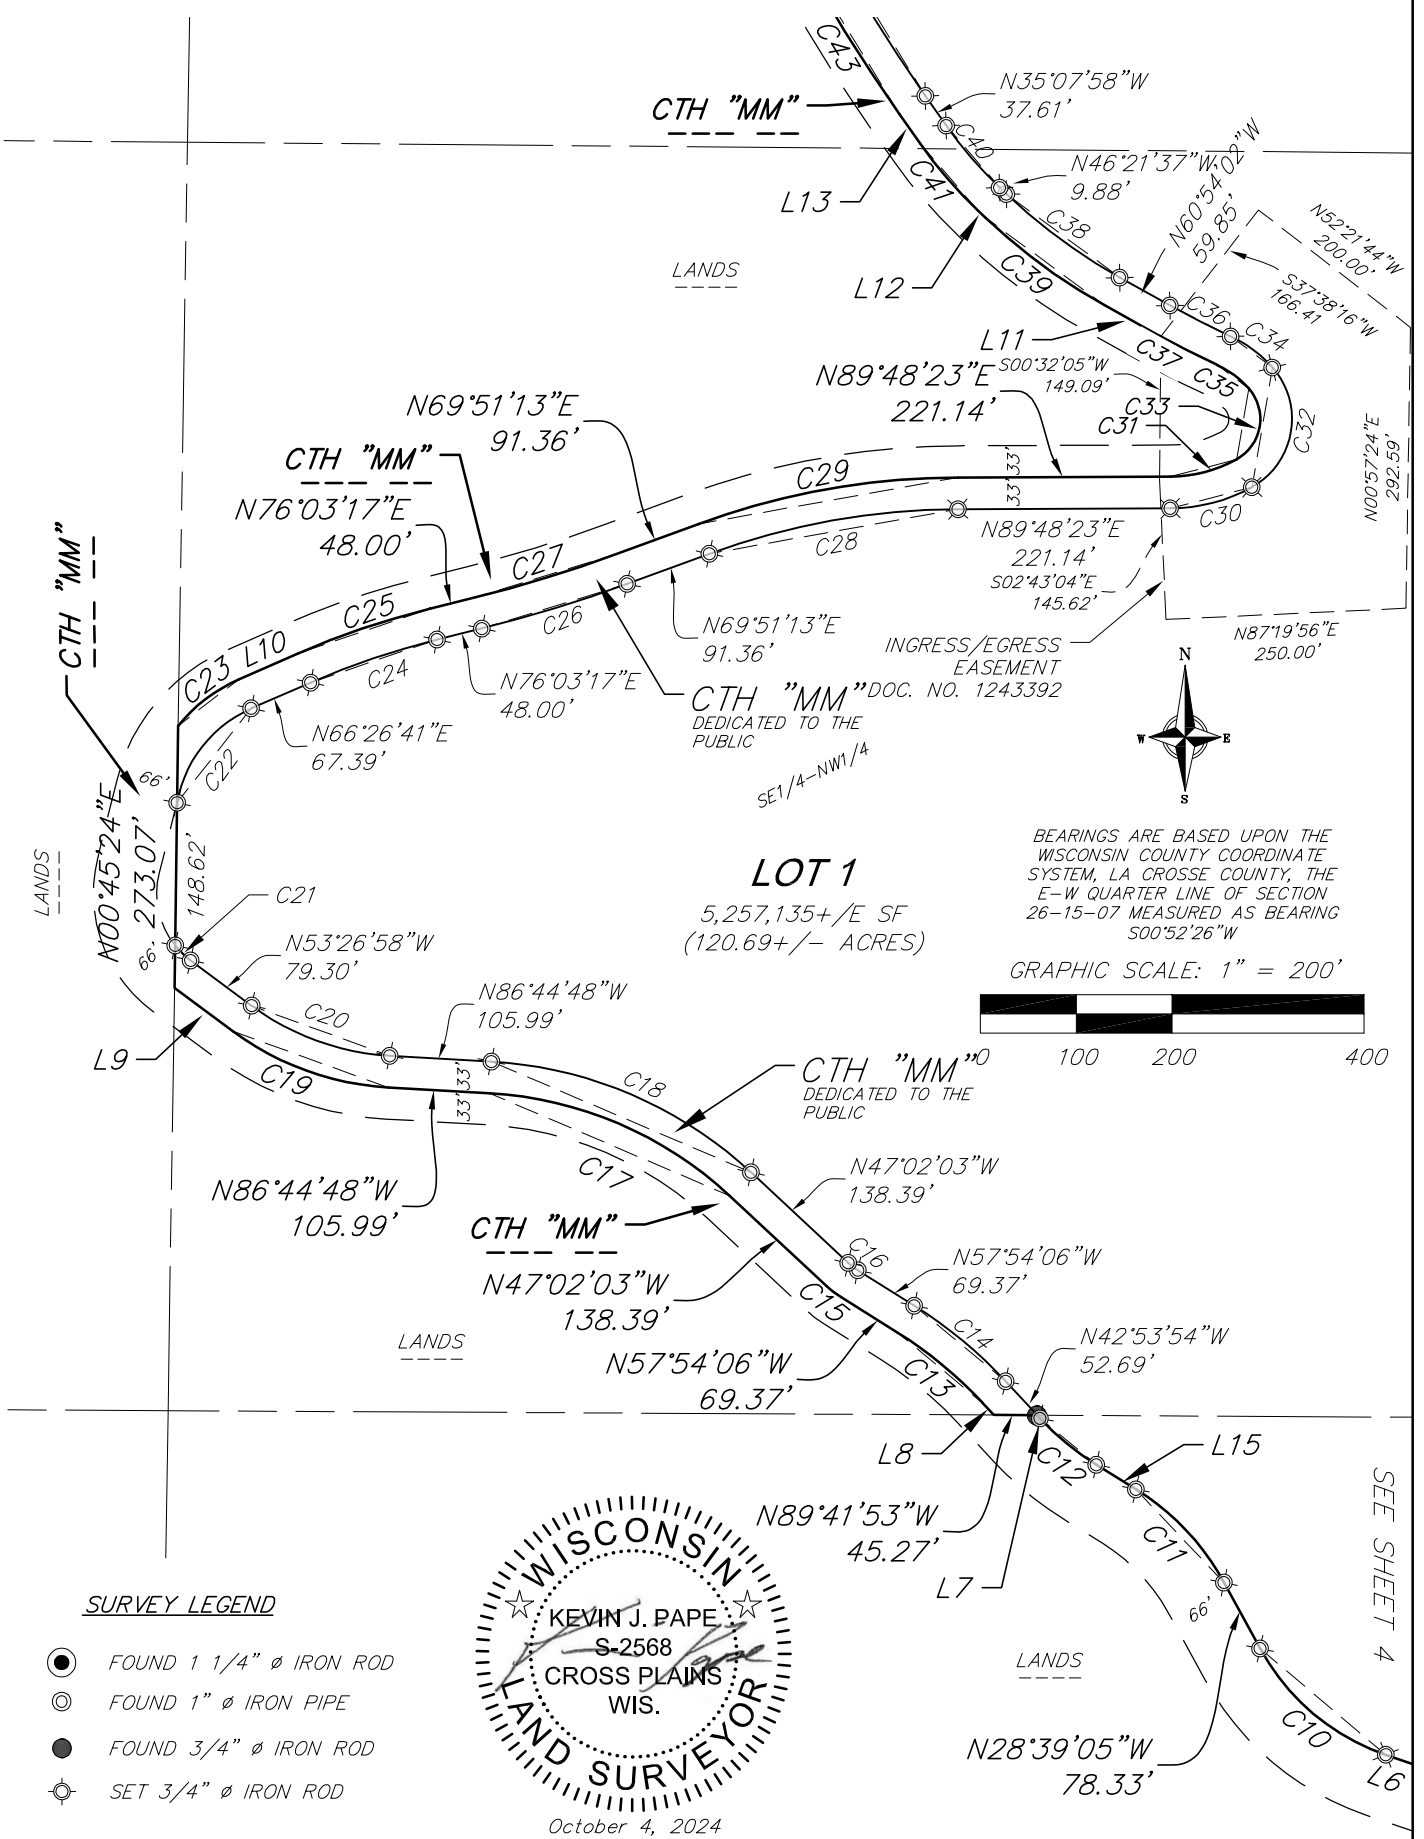 C43
CTH "MM"
N35°07'58"W
37.61'
C40
N46°21'37"W
9.88'
N60°54'02"W
59.85'
C41
L13
C38
N52°21'44"W
200.00'
S37°38'16"W
166.41
LANDS
C39
L12
C36
C34
L11
C37
S00°32'05"W
149.09'
C35
N89°48'23"E
221.14'
C33
C31
C32
N69°51'13"E
91.36'
N00°57'24"E
292.59'
CTH "MM"
N76°03'17"E
48.00'
C29
33'
33'
C30
C28
N89°48'23"E
221.14'
CTH "MM"
C27
S02°43'04"E
145.62'
C25
C26
N69°51'13"E
91.36'
INGRESS/EGRESS
EASEMENT
DOC. NO. 1243392
N87°19'56"E
250.00'
C23
L10
C24
N76°03'17"E
48.00'
CTH "MM"
DEDICATED TO THE
PUBLIC
N
W
E
S
N66°26'41"E
67.39'
C22
66'
SE1/4-NW1/4
N00°45'24"E
273.07'
148.62'
LANDS
BEARINGS ARE BASED UPON THE
WISCONSIN COUNTY COORDINATE
SYSTEM, LA CROSSE COUNTY, THE
E-W QUARTER LINE OF SECTION
26-15-07 MEASURED AS BEARING
S00°52'26"W
LOT 1
5,257,135+/E SF
(120.69+/- ACRES)
C21
66'
N53°26'58"W
79.30'
GRAPHIC SCALE: 1" = 200'
0
100
200
400
N86°44'48"W
105.99'
C20
L9
C19
33'
33'
C18
CTH "MM"
DEDICATED TO THE
PUBLIC
C17
N47°02'03"W
138.39'
N86°44'48"W
105.99'
CTH "MM"
C16
N57°54'06"W
69.37'
N47°02'03"W
138.39'
C15
C14
LANDS
N42°53'54"W
52.69'
N57°54'06"W
69.37'
C13
L8
C12
L15
N89°41'53"W
45.27'
C11
L7
SEE SHEET 4
66'
LANDS
C10
N28°39'05"W
78.33'
L6
SURVEY LEGEND
FOUND 1 1/4" ø IRON ROD
FOUND 1" ø IRON PIPE
FOUND 3/4" ø IRON ROD
SET 3/4" ø IRON ROD
WISCONSIN
KEVIN J. PAPE
S-2568
CROSS PLAINS
WIS.
LAND SURVEYOR
October 4, 2024